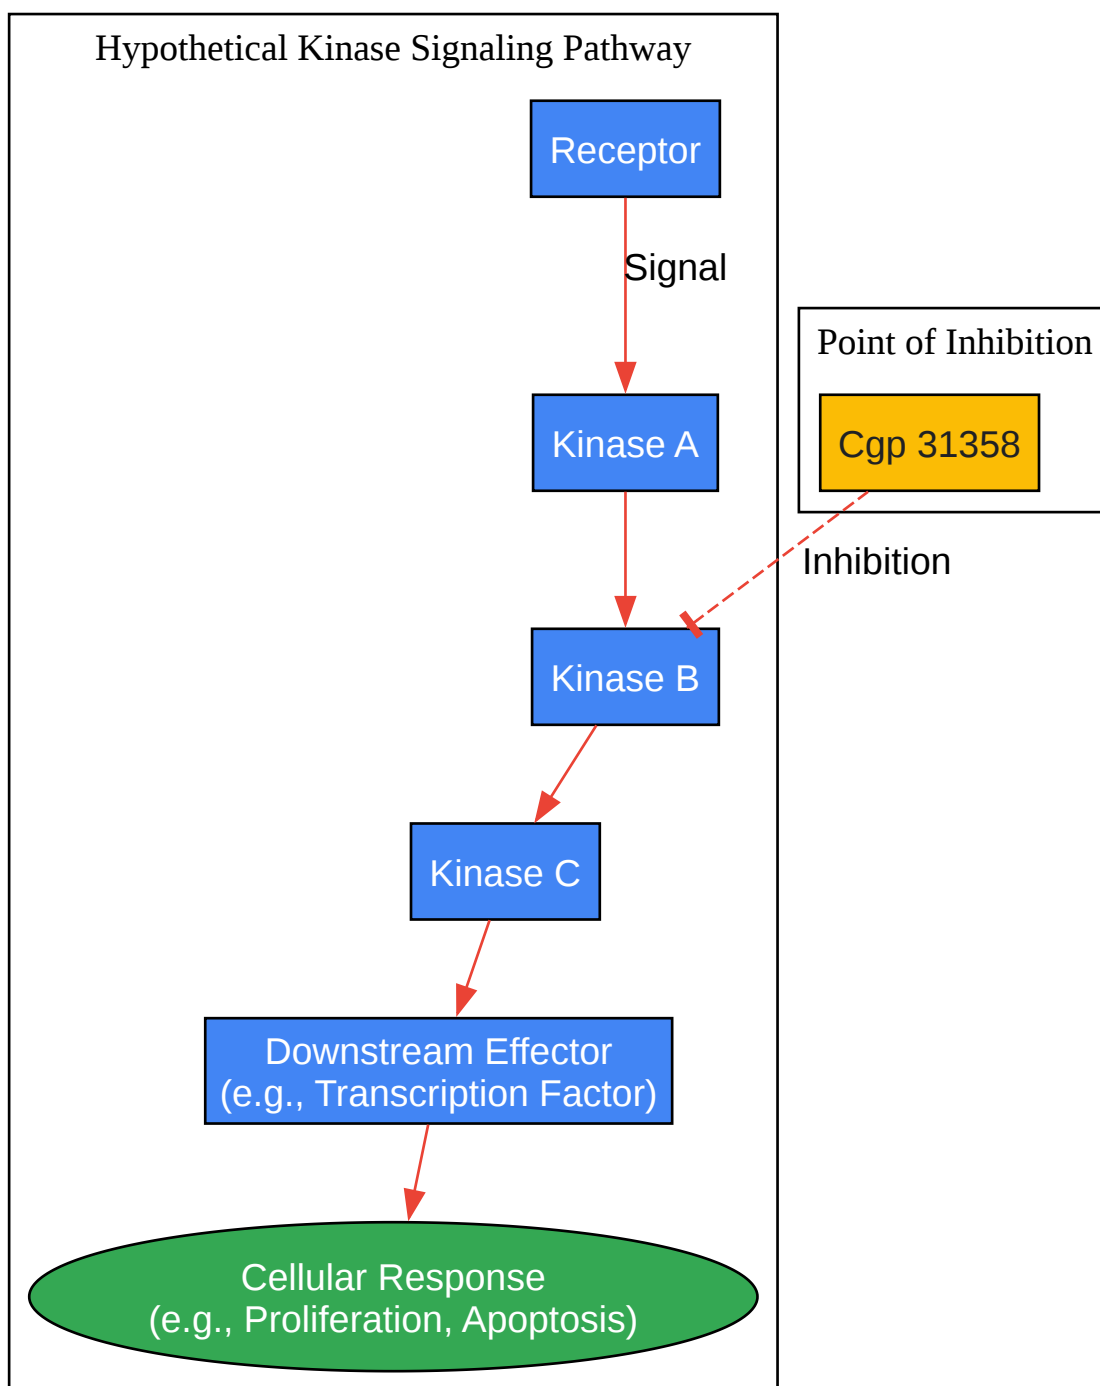 Hypothetical Kinase Signaling Pathway
Receptor
Signal
Point of Inhibition
Kinase A
Cgp 31358
Inhibition
Kinase B
Kinase C
Downstream Effector
(e.g., Transcription Factor)
Cellular Response
(e.g., Proliferation, Apoptosis)